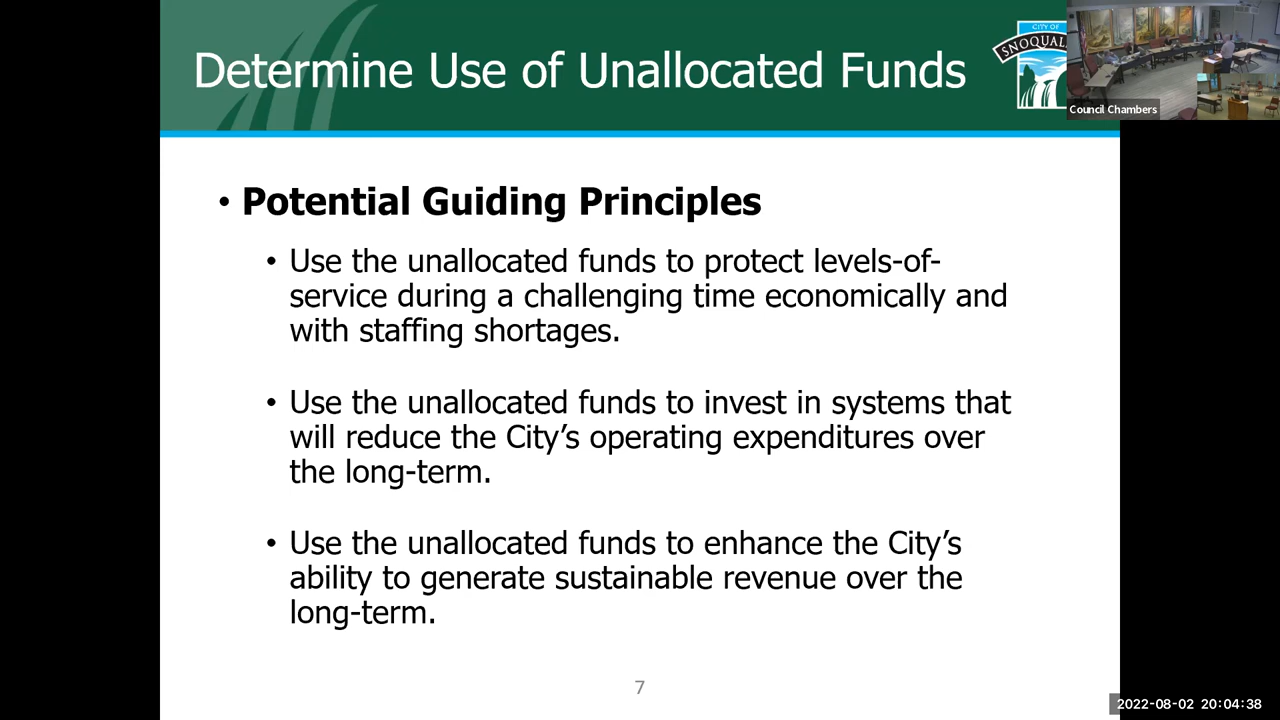 Determine Use of Unallocated Funds
CITY OF
Council Chambers
• Potential Guiding Principles
• Use the unallocated funds to protect levels-of-
service during a challenging time economically and
with staffing shortages.
• Use the unallocated funds to invest in systems that
will reduce the City’s operating expenditures over
the long-term.
• Use the unallocated funds to enhance the City’s
ability to generate sustainable revenue over the
long-term.
7
2022-08-02 20:04:38